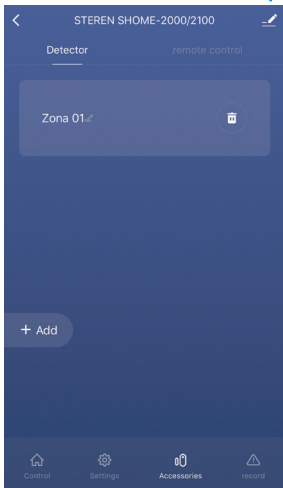 STEREN SHOME-2000/2100
Detector remote control
Zona 01
+ Add
Control Settings Accessories record